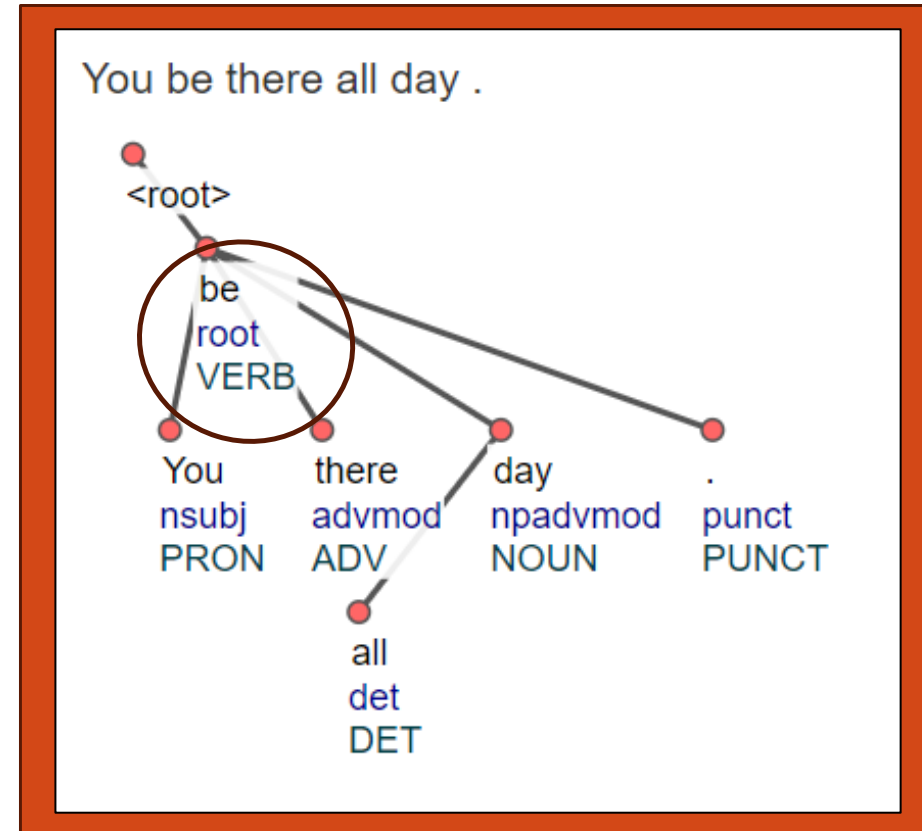 You be there all day .
<root>
be
root
VERB
You there day .
nsubj advmod npadvmod punct
PRON ADV NOUN PUNCT
all
det
DET